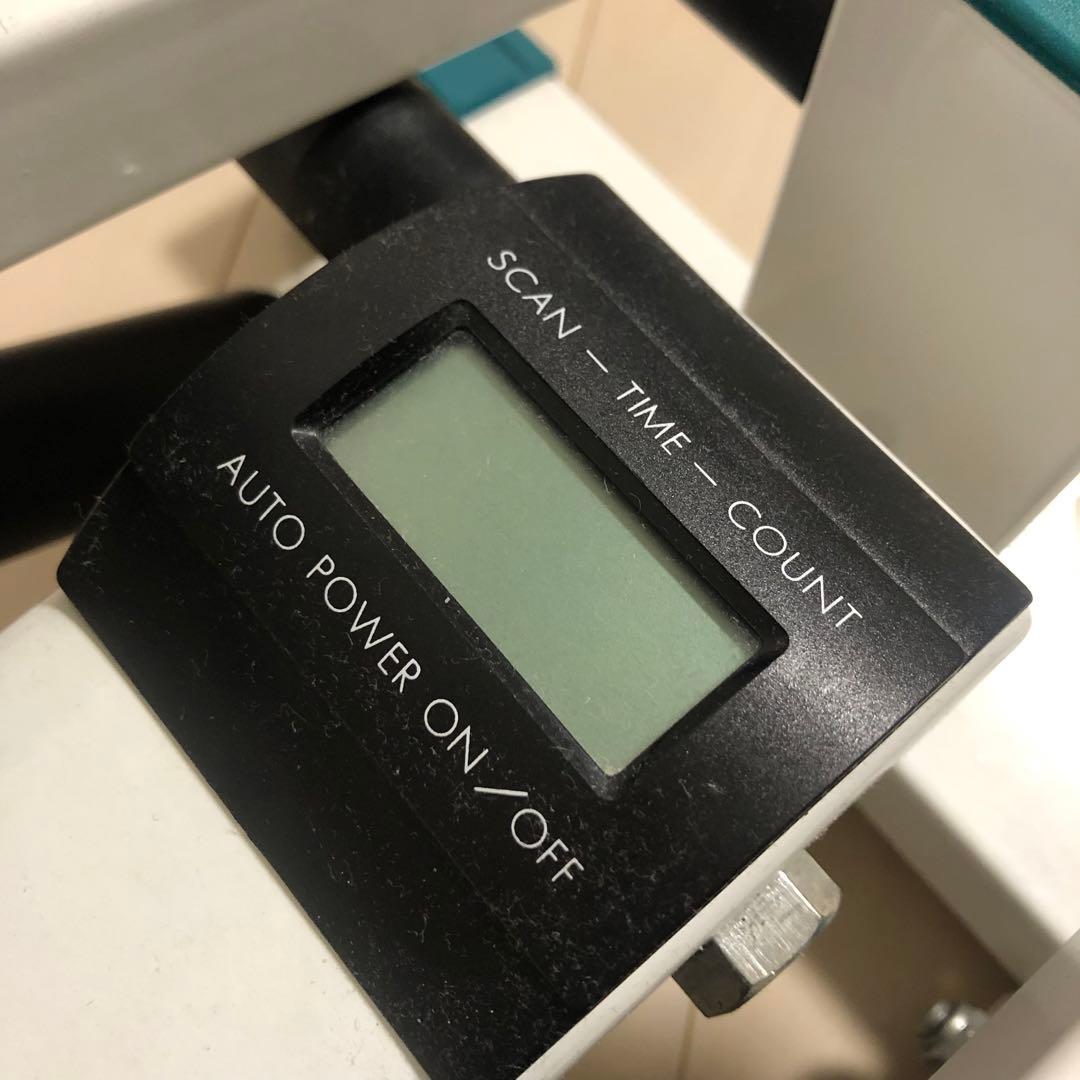 SCAN — TIME — COUNT
AUTO POWER ON/OFF